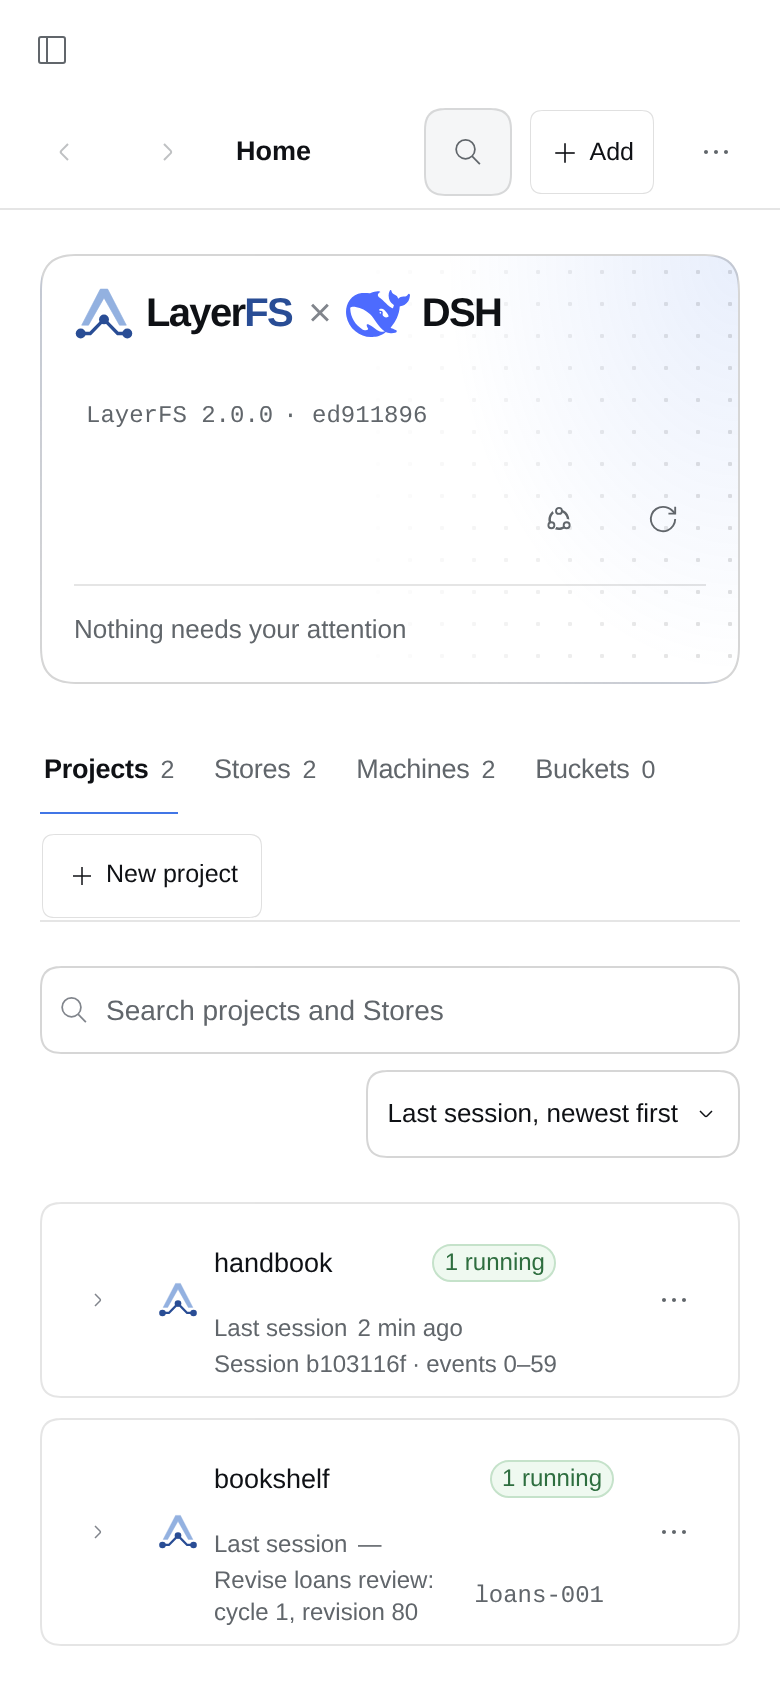 Home
Add
LayerFS × DSH
LayerFS 2.0.0 · ed911896
Nothing needs your attention
Projects 2 Stores 2 Machines 2 Buckets 0
New project
Search projects and Stores
Last session, newest first
handbook 1 running
Last session 2 min ago
Session b103116f · events 0–59
bookshelf 1 running
Last session —
Revise loans review:
cycle 1, revision 80
loans-001